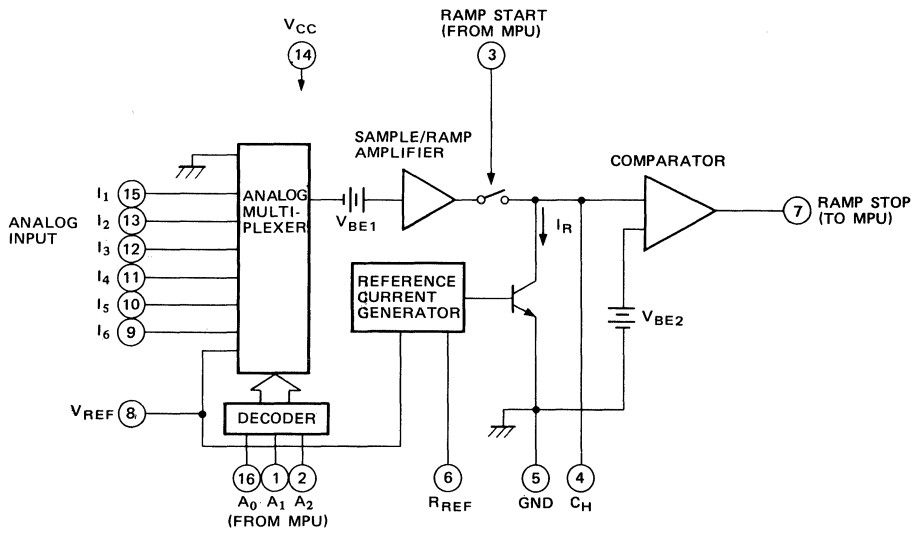 RAMP START
(FROM MPU)
VCC
14
3
SAMPLE/RAMP
AMPLIFIER
COMPARATOR
ANALOG
MULTI-
PLEXER
ANALOG
INPUT
I1 15
I2 13
I3 12
I4 11
I5 10
I6 9
VBE1
IR
7
RAMP STOP
(TO MPU)
REFERENCE
CURRENT
GENERATOR
VBE2
VREF 8
DECODER
16 1 2
A0 A1 A2
(FROM MPU)
6
RREF
5
GND
4
CH